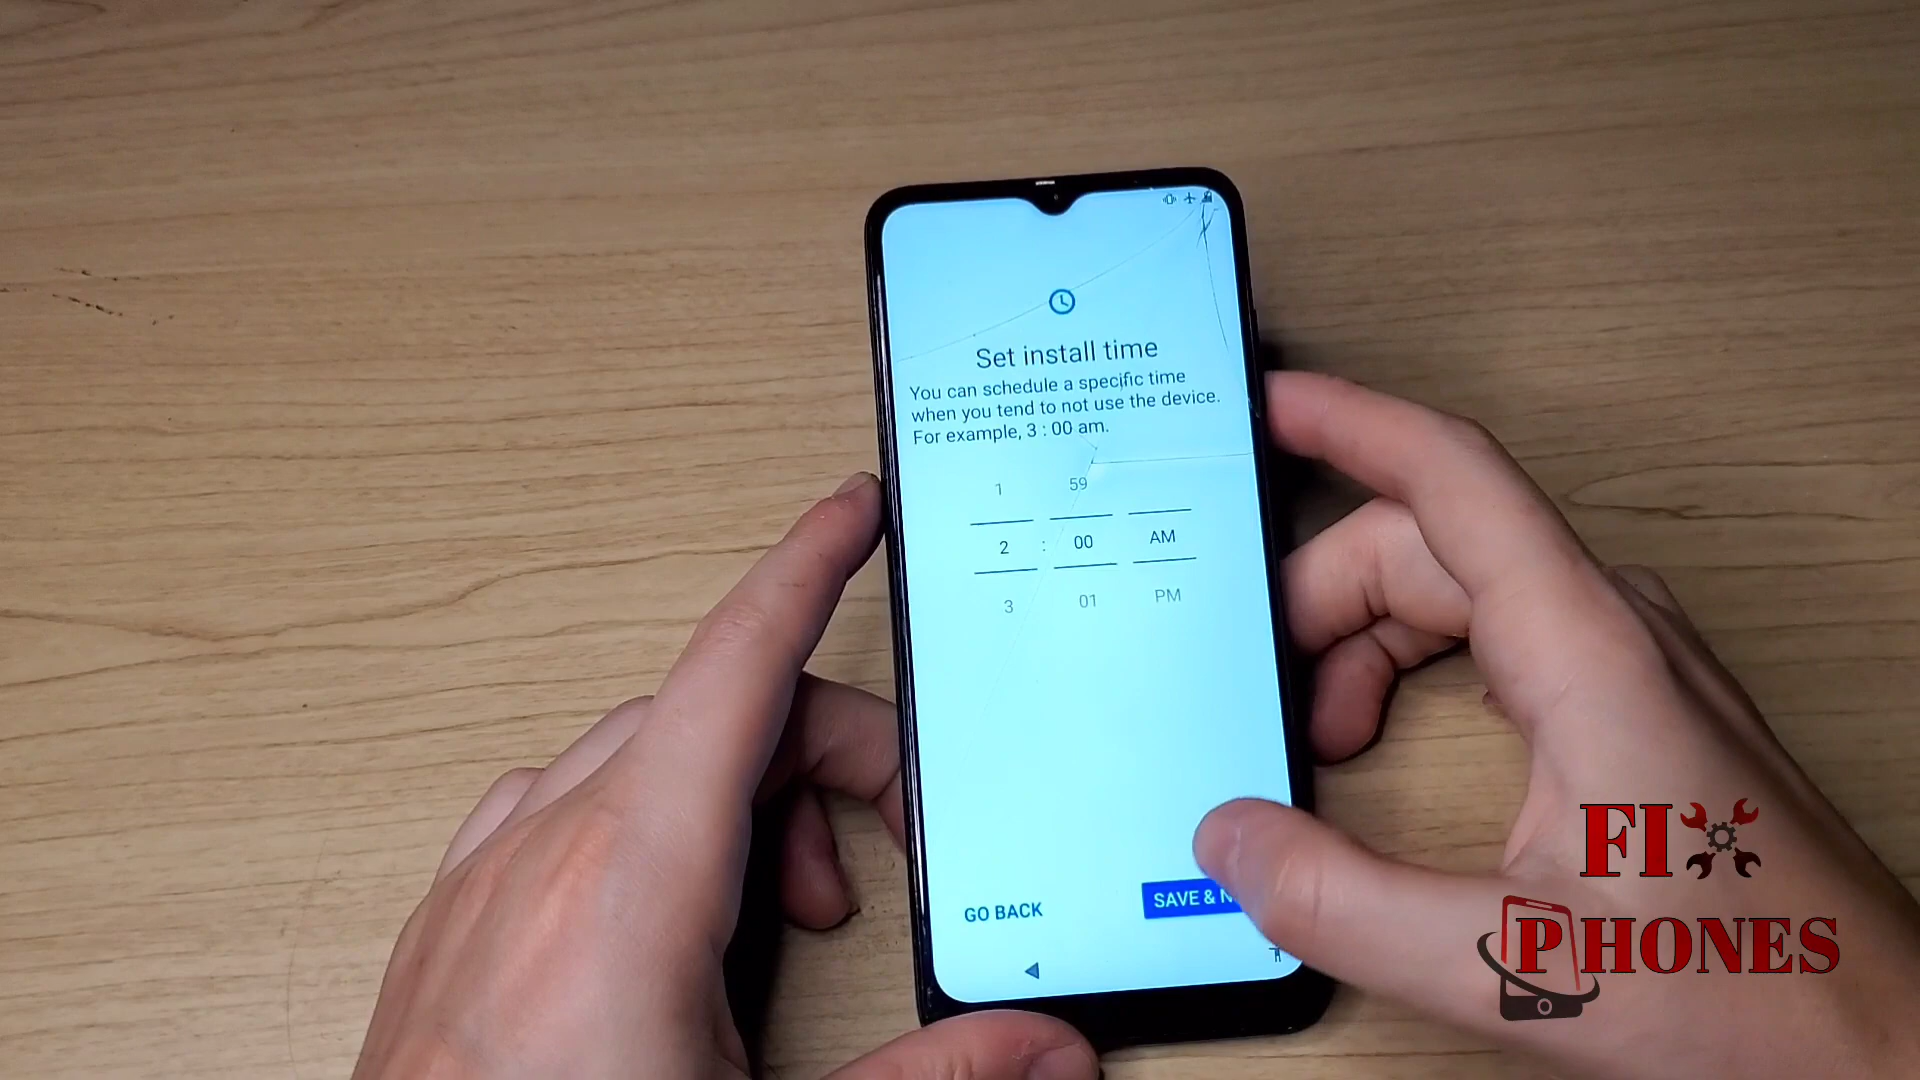 Set install time
You can schedule a specific time
when you tend to not use the device.
For example, 3 : 00 am.
1 59
2 : 00 AM
3 01 PM
GO BACK SAVE &
FIX
PHONES